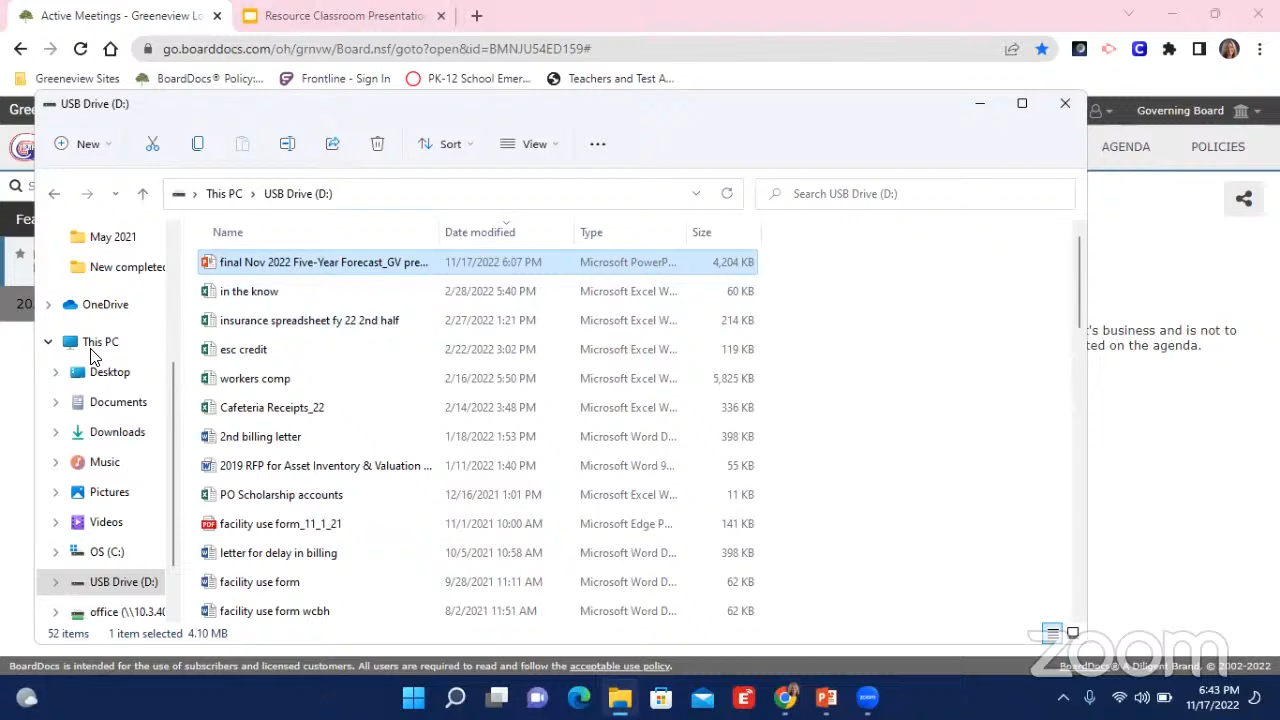 Active Meetings - Greeneview Lo
Resource Classroom Presentation
go.boarddocs.com/oh/grnvw/Board.nsf/goto?open&id=BMNJU54ED159#
Greeneview Sites
BoardDocs® Policy:...
Frontline - Sign In
PK-12 School Emer...
Teachers and Test A...
Gree
Governing Board
AGENDA
POLICIES
S
Fea
20
USB Drive (D:)
New
Sort
View
This PC
USB Drive (D:)
Search USB Drive (D:)
Name
Date modified
Type
Size
May 2021
New completed
OneDrive
This PC
Desktop
Documents
Downloads
Music
Pictures
Videos
OS (C:)
USB Drive (D:)
office (\\10.3.40
final Nov 2022 Five-Year Forecast_GV pre... 11/17/2022 6:07 PM Microsoft PowerP... 4,204 KB
in the know 2/28/2022 5:40 PM Microsoft Excel W... 60 KB
insurance spreadsheet fy 22 2nd half 2/27/2022 1:21 PM Microsoft Excel W... 214 KB
esc credit 2/22/2022 3:02 PM Microsoft Excel W... 119 KB
workers comp 2/16/2022 5:50 PM Microsoft Excel W... 5,825 KB
Cafeteria Receipts_22 2/14/2022 3:48 PM Microsoft Excel W... 336 KB
2nd billing letter 1/18/2022 1:53 PM Microsoft Word D... 398 KB
2019 RFP for Asset Inventory & Valuation ... 1/11/2022 1:40 PM Microsoft Word 9... 55 KB
PO Scholarship accounts 12/16/2021 1:01 PM Microsoft Excel W... 11 KB
facility use form_11_1_21 11/1/2021 10:00 AM Microsoft Edge P... 141 KB
letter for delay in billing 10/5/2021 10:58 AM Microsoft Word D... 398 KB
facility use form 9/28/2021 11:11 AM Microsoft Word D... 62 KB
facility use form wcbh 8/2/2021 11:51 AM Microsoft Word D... 62 KB
52 items 1 item selected 4.10 MB
t's business and is not to
ted on the agenda.
zoom
BoardDocs is intended for the use of subscribers and licensed customers. All users are required to read and follow the acceptable use policy.
BoardDocs® A Diligent Brand. © 2002-2022
6:43 PM
11/17/2022